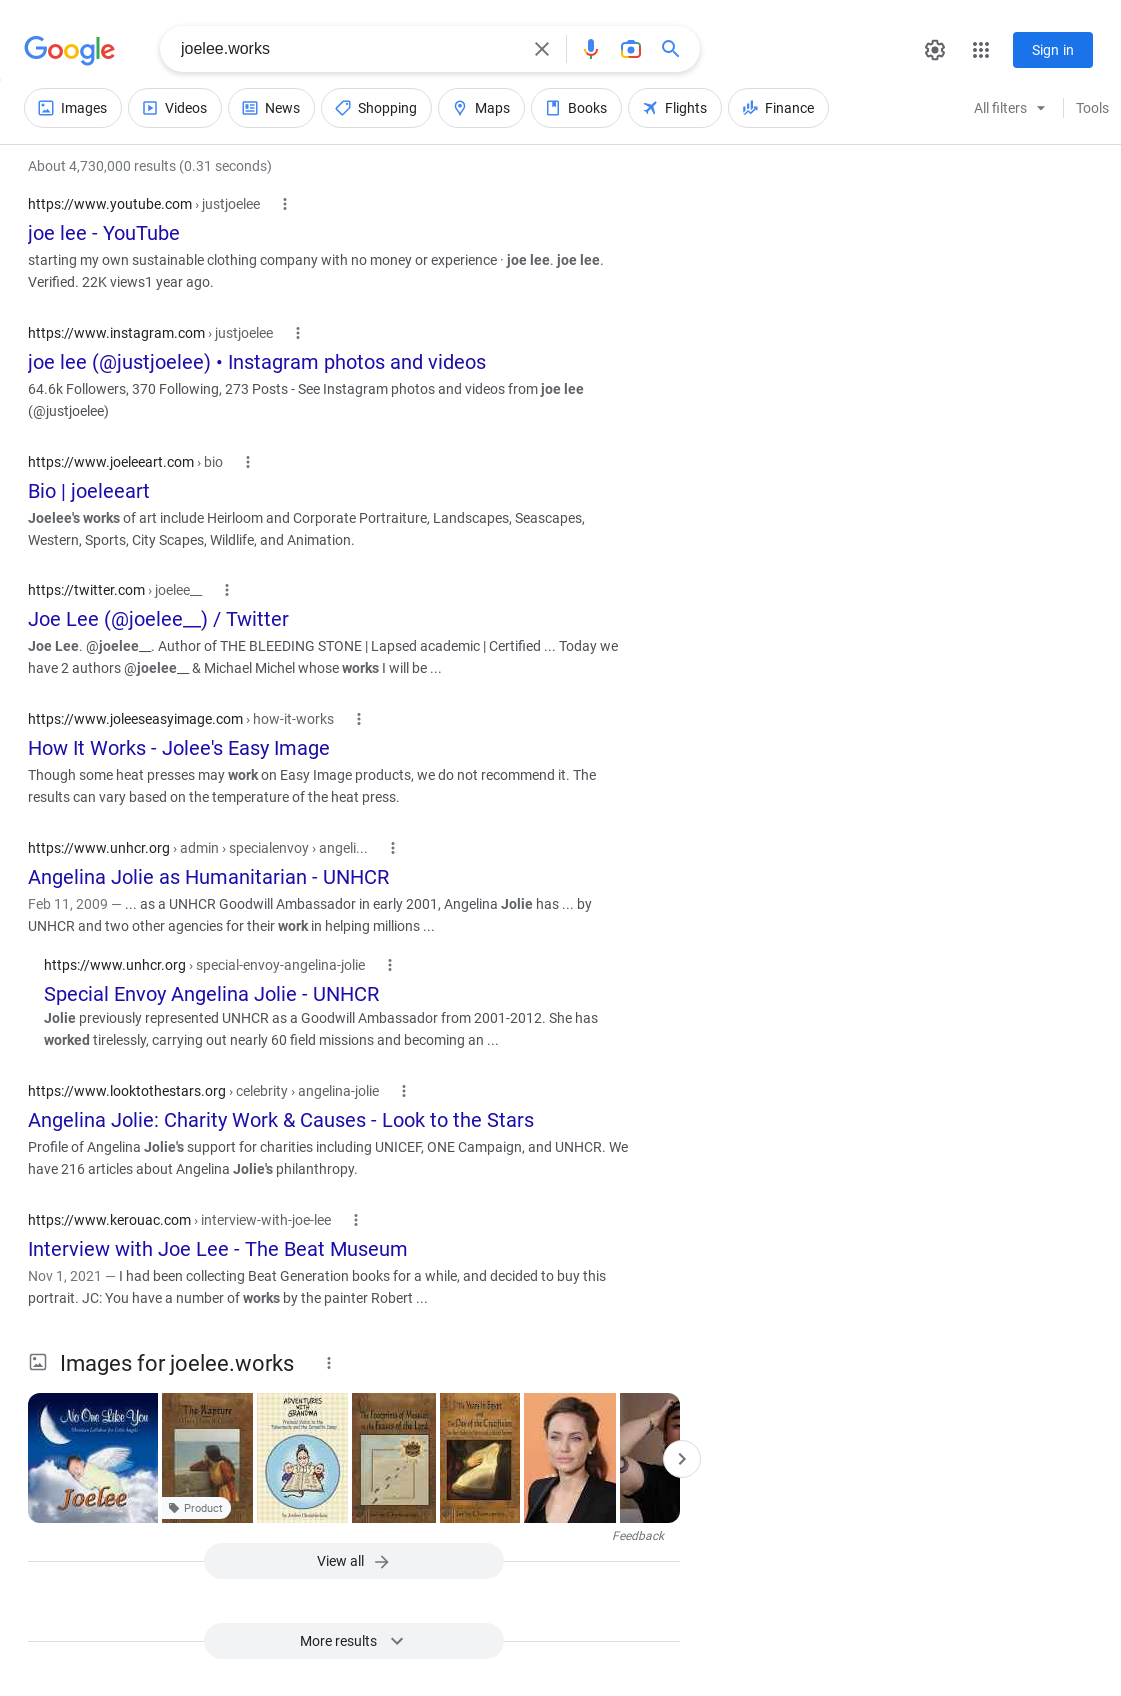 Google
joelee.works
Sign in
Images
Videos
News
Shopping
Maps
Books
Flights
Finance
All filters
Tools
About 4,730,000 results (0.31 seconds)
https://www.youtube.com › justjoelee
joe lee - YouTube
starting my own sustainable clothing company with no money or experience · joe lee. joe lee.
Verified. 22K views1 year ago.
https://www.instagram.com › justjoelee
joe lee (@justjoelee) • Instagram photos and videos
64.6k Followers, 370 Following, 273 Posts - See Instagram photos and videos from joe lee
(@justjoelee)
https://www.joeleeart.com › bio
Bio | joeleeart
Joelee's works of art include Heirloom and Corporate Portraiture, Landscapes, Seascapes,
Western, Sports, City Scapes, Wildlife, and Animation.
https://twitter.com › joelee__
Joe Lee (@joelee__) / Twitter
Joe Lee. @joelee__. Author of THE BLEEDING STONE | Lapsed academic | Certified ... Today we
have 2 authors @joelee__ & Michael Michel whose works I will be ...
https://www.joleeseasyimage.com › how-it-works
How It Works - Jolee's Easy Image
Though some heat presses may work on Easy Image products, we do not recommend it. The
results can vary based on the temperature of the heat press.
https://www.unhcr.org › admin › specialenvoy › angeli...
Angelina Jolie as Humanitarian - UNHCR
Feb 11, 2009 — ... as a UNHCR Goodwill Ambassador in early 2001, Angelina Jolie has ... by
UNHCR and two other agencies for their work in helping millions ...
https://www.unhcr.org › special-envoy-angelina-jolie
Special Envoy Angelina Jolie - UNHCR
Jolie previously represented UNHCR as a Goodwill Ambassador from 2001-2012. She has
worked tirelessly, carrying out nearly 60 field missions and becoming an ...
https://www.looktothestars.org › celebrity › angelina-jolie
Angelina Jolie: Charity Work & Causes - Look to the Stars
Profile of Angelina Jolie's support for charities including UNICEF, ONE Campaign, and UNHCR. We
have 216 articles about Angelina Jolie's philanthropy.
https://www.kerouac.com › interview-with-joe-lee
Interview with Joe Lee - The Beat Museum
Nov 1, 2021 — I had been collecting Beat Generation books for a while, and decided to buy this
portrait. JC: You have a number of works by the painter Robert ...
Images for joelee.works
No One Like You
Joelee
The Rapture
Product
ADVENTURES
WITH
GRANDMA
The Footprints of Messiah
in the Feasts of the Lord
The Years in Egypt
and
The Day of the Crucifixion
Feedback
View all
More results